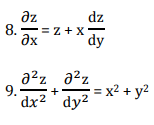 8. ∂z/∂x = z + x dz/dy
9. ∂²z/dx² + ∂²z/dy² = x² + y²